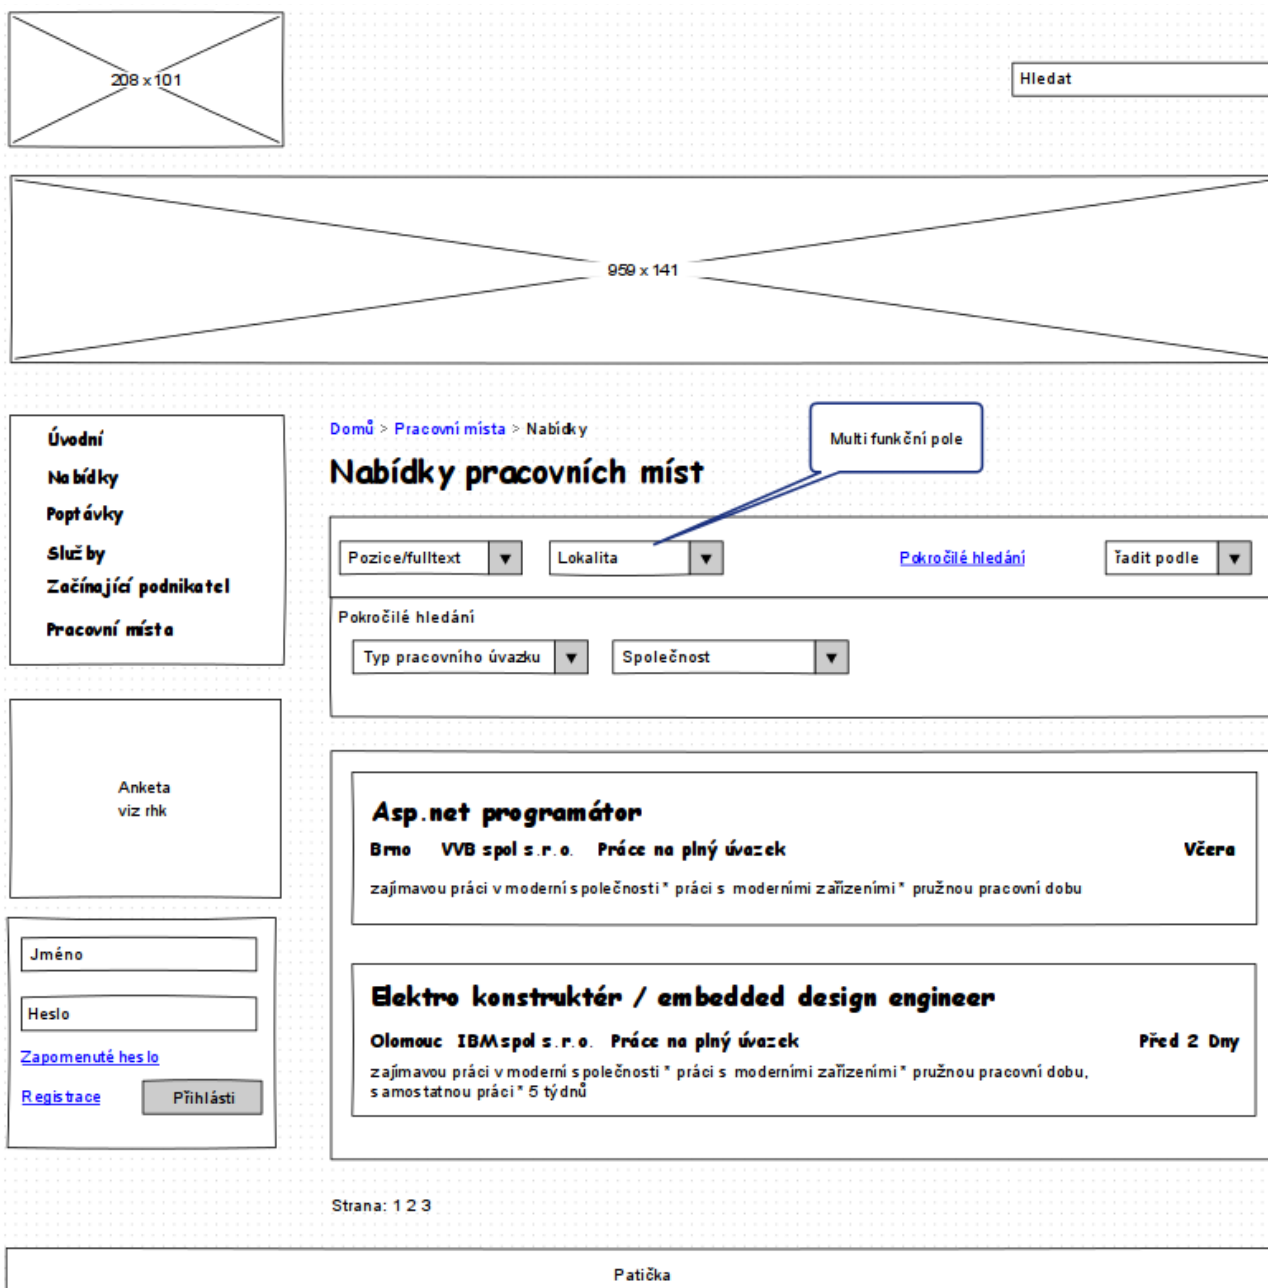 208 x 101
Hledat
959 x 141
Úvodní
Nabídky
Poptávky
Služby
Začínající podnikatel
Pracovní místa
Anketa
viz rhk
Jméno
Heslo
Zapomenuté heslo
Registrace Přihlásti
Domů > Pracovní místa > Nabídky
Multi funkční pole
Nabídky pracovních míst
Pozice/fulltext ▼ Lokalita ▼ Pokročilé hledání řadit podle ▼
Pokročilé hledání
Typ pracovního úvazku ▼ Společnost ▼
Asp.net programátor
Brno VVB spol s.r.o. Práce na plný úvazek Včera
zajímavou práci v moderní společnosti * práci s moderními zařízeními * pružnou pracovní dobu
Elektro konstruktér / embedded design engineer
Olomouc IBM spol s.r.o. Práce na plný úvazek Před 2 Dny
zajímavou práci v moderní společnosti * práci s moderními zařízeními * pružnou pracovní dobu,
samostatnou práci * 5 týdnů
Strana: 1 2 3
Patička